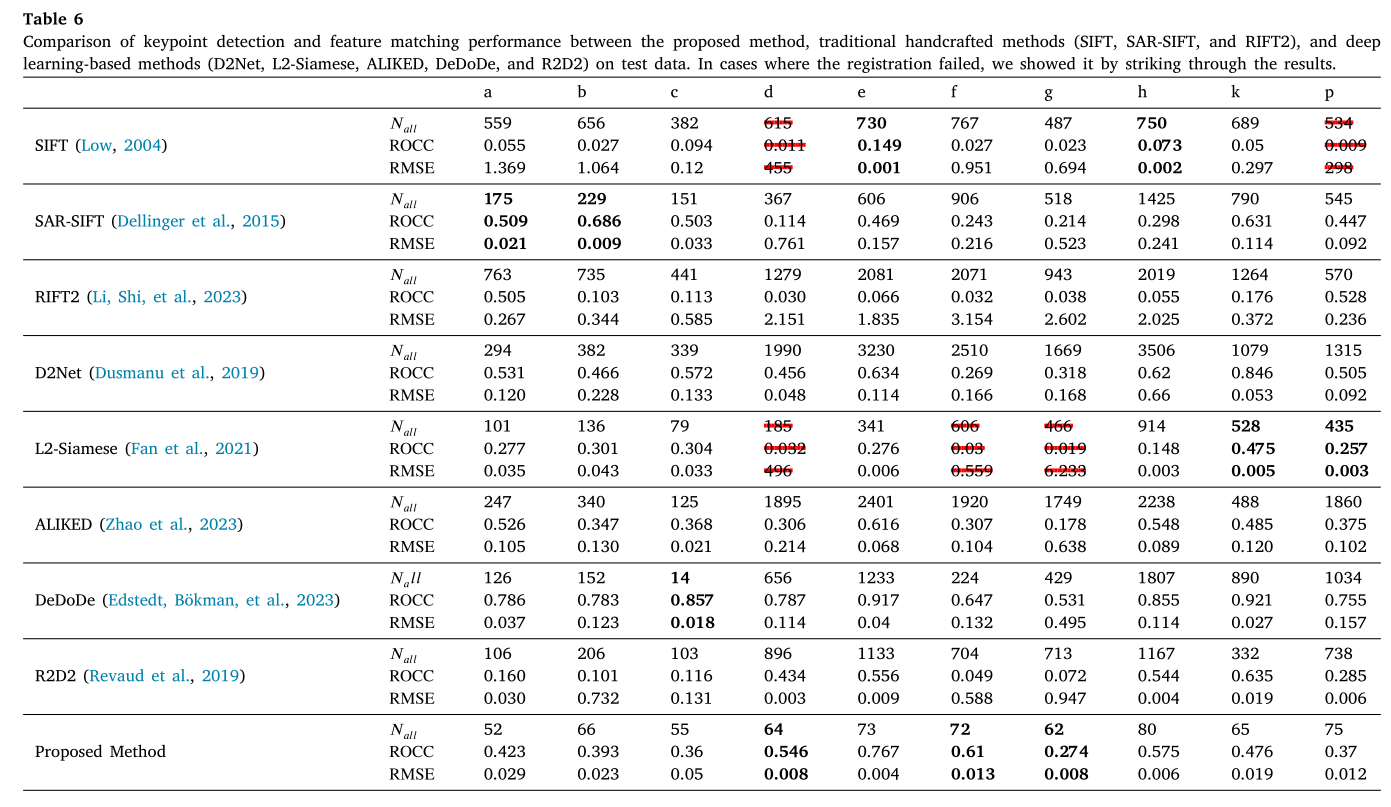 Table 6
Comparison of keypoint detection and feature matching performance between the proposed method, traditional handcrafted methods (SIFT, SAR-SIFT, and RIFT2), and deep
learning-based methods (D2Net, L2-Siamese, ALIKED, DeDoDe, and R2D2) on test data. In cases where the registration failed, we showed it by striking through the results.
a b c d e f g h k p
N_all 559 656 382 615 730 767 487 750 689 534
SIFT (Low, 2004) ROCC 0.055 0.027 0.094 0.011 0.149 0.027 0.023 0.073 0.05 0.009
RMSE 1.369 1.064 0.12 455 0.001 0.951 0.694 0.002 0.297 298
N_all 175 229 151 367 606 906 518 1425 790 545
SAR-SIFT (Dellinger et al., 2015) ROCC 0.509 0.686 0.503 0.114 0.469 0.243 0.214 0.298 0.631 0.447
RMSE 0.021 0.009 0.033 0.761 0.157 0.216 0.523 0.241 0.114 0.092
N_all 763 735 441 1279 2081 2071 943 2019 1264 570
RIFT2 (Li, Shi, et al., 2023) ROCC 0.505 0.103 0.113 0.030 0.066 0.032 0.038 0.055 0.176 0.528
RMSE 0.267 0.344 0.585 2.151 1.835 3.154 2.602 2.025 0.372 0.236
N_all 294 382 339 1990 3230 2510 1669 3506 1079 1315
D2Net (Dusmanu et al., 2019) ROCC 0.531 0.466 0.572 0.456 0.634 0.269 0.318 0.62 0.846 0.505
RMSE 0.120 0.228 0.133 0.048 0.114 0.166 0.168 0.66 0.053 0.092
N_all 101 136 79 185 341 606 466 914 528 435
L2-Siamese (Fan et al., 2021) ROCC 0.277 0.301 0.304 0.032 0.276 0.03 0.019 0.148 0.475 0.257
RMSE 0.035 0.043 0.033 496 0.006 0.559 6.233 0.003 0.005 0.003
N_all 247 340 125 1895 2401 1920 1749 2238 488 1860
ALIKED (Zhao et al., 2023) ROCC 0.526 0.347 0.368 0.306 0.616 0.307 0.178 0.548 0.485 0.375
RMSE 0.105 0.130 0.021 0.214 0.068 0.104 0.638 0.089 0.120 0.102
N_all 126 152 14 656 1233 224 429 1807 890 1034
DeDoDe (Edstedt, Bökman, et al., 2023) ROCC 0.786 0.783 0.857 0.787 0.917 0.647 0.531 0.855 0.921 0.755
RMSE 0.037 0.123 0.018 0.114 0.04 0.132 0.495 0.114 0.027 0.157
N_all 106 206 103 896 1133 704 713 1167 332 738
R2D2 (Revaud et al., 2019) ROCC 0.160 0.101 0.116 0.434 0.556 0.049 0.072 0.544 0.635 0.285
RMSE 0.030 0.732 0.131 0.003 0.009 0.588 0.947 0.004 0.019 0.006
N_all 52 66 55 64 73 72 62 80 65 75
Proposed Method ROCC 0.423 0.393 0.36 0.546 0.767 0.61 0.274 0.575 0.476 0.37
RMSE 0.029 0.023 0.05 0.008 0.004 0.013 0.008 0.006 0.019 0.012